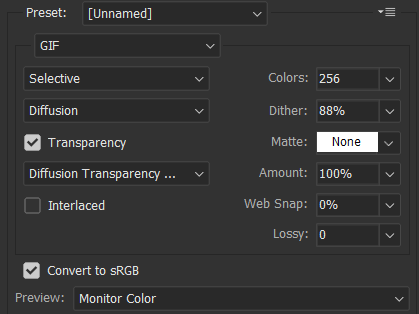 Preset: [Unnamed]
GIF
Selective Colors: 256
Diffusion Dither: 88%
Transparency Matte: None
Diffusion Transparency ... Amount: 100%
Interlaced Web Snap: 0%
Lossy: 0
Convert to sRGB
Preview: Monitor Color